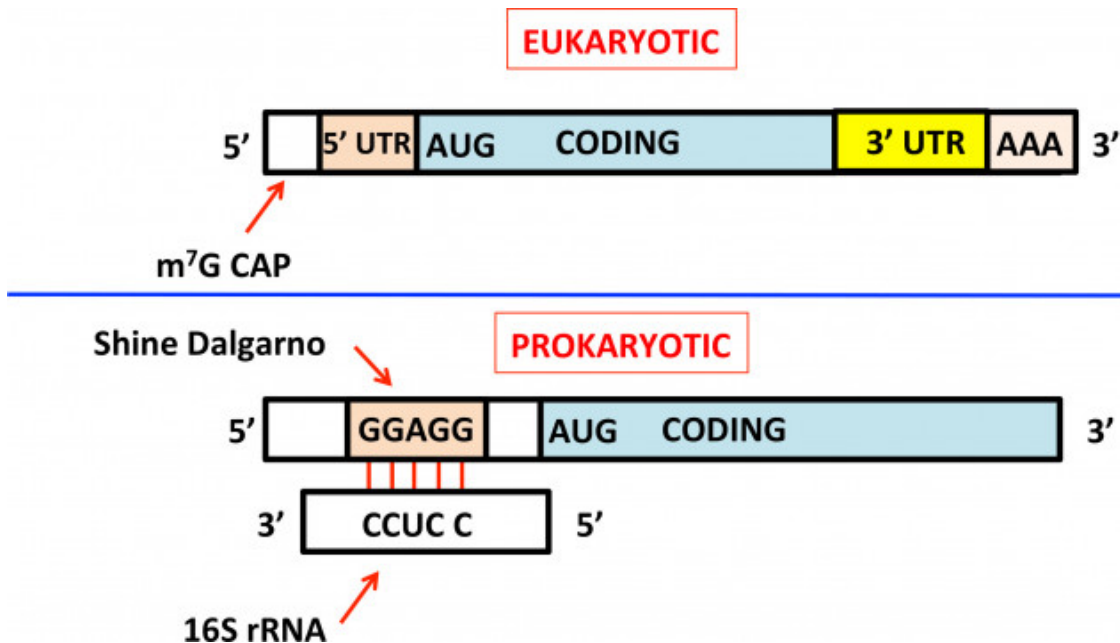 EUKARYOTIC
5’ 5’ UTR AUG CODING 3’ UTR AAA 3’
m⁷G CAP
Shine Dalgarno
PROKARYOTIC
5’ GGAGG AUG CODING 3’
3’ CCUC C 5’
16S rRNA